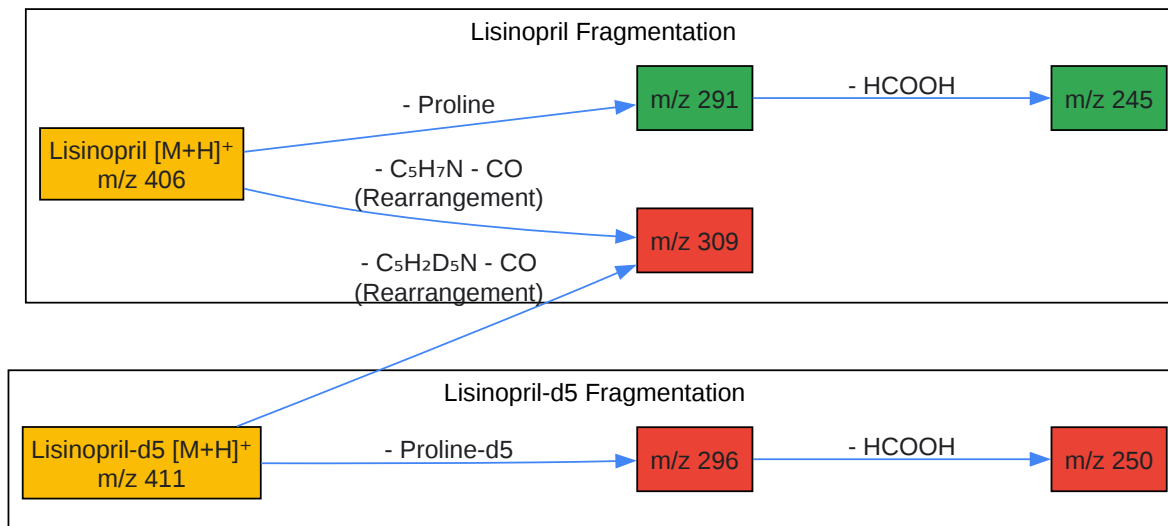 Lisinopril Fragmentation
- Proline
m/z 291
- HCOOH
m/z 245
Lisinopril [M+H]⁺
m/z 406
- C₅H₇N - CO
(Rearrangement)
m/z 309
- C₅H₂D₅N - CO
(Rearrangement)
Lisinopril-d5 Fragmentation
Lisinopril-d5 [M+H]⁺
m/z 411
- Proline-d5
m/z 296
- HCOOH
m/z 250